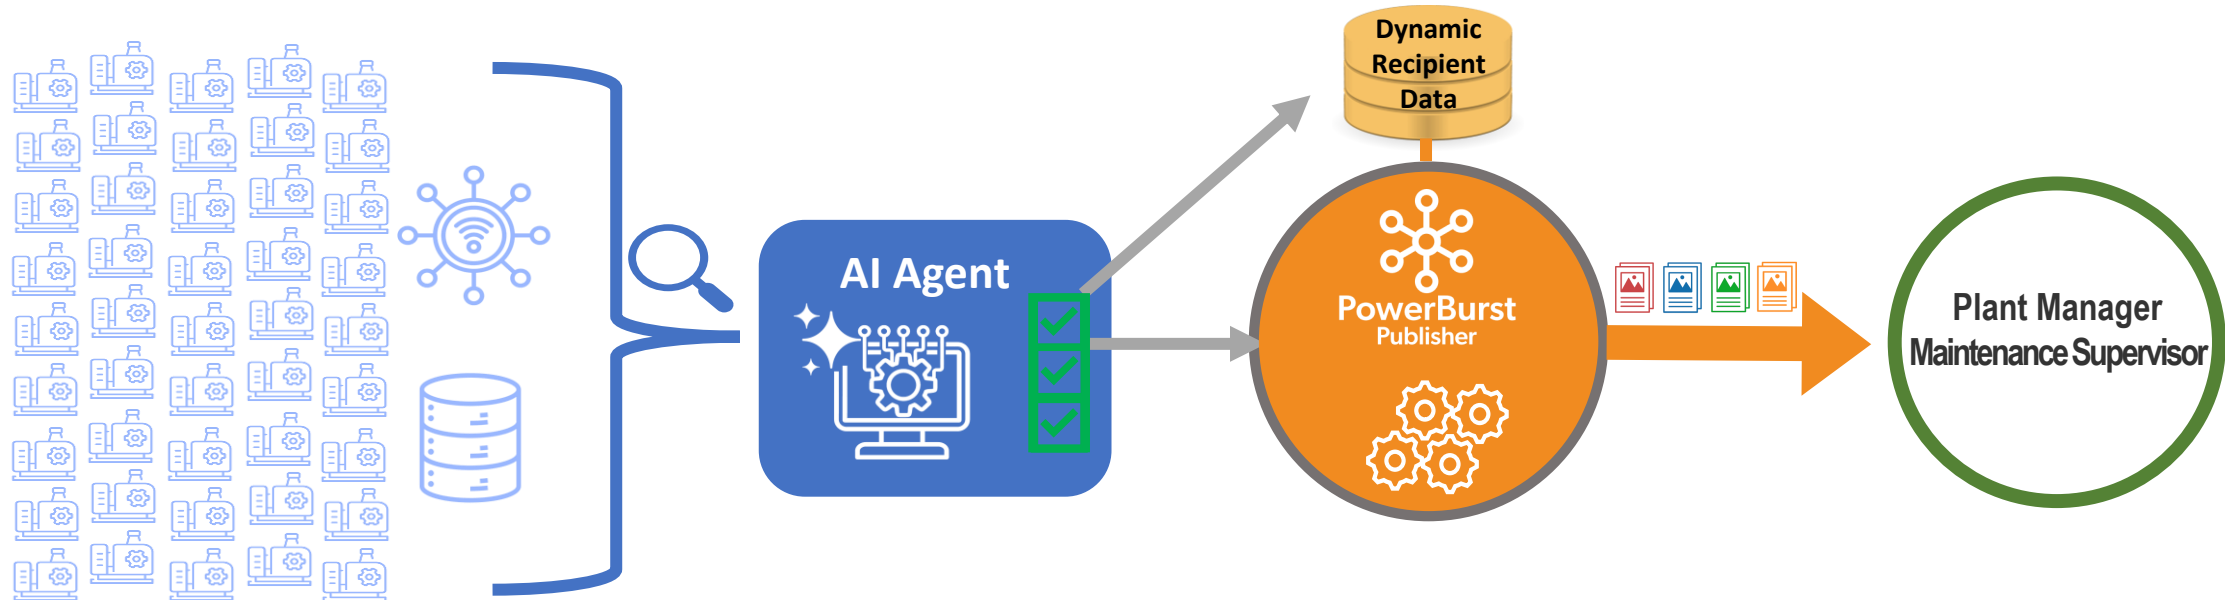 Dynamic
Recipient
Data
AI Agent
PowerBurst
Publisher
Plant Manager
Maintenance Supervisor